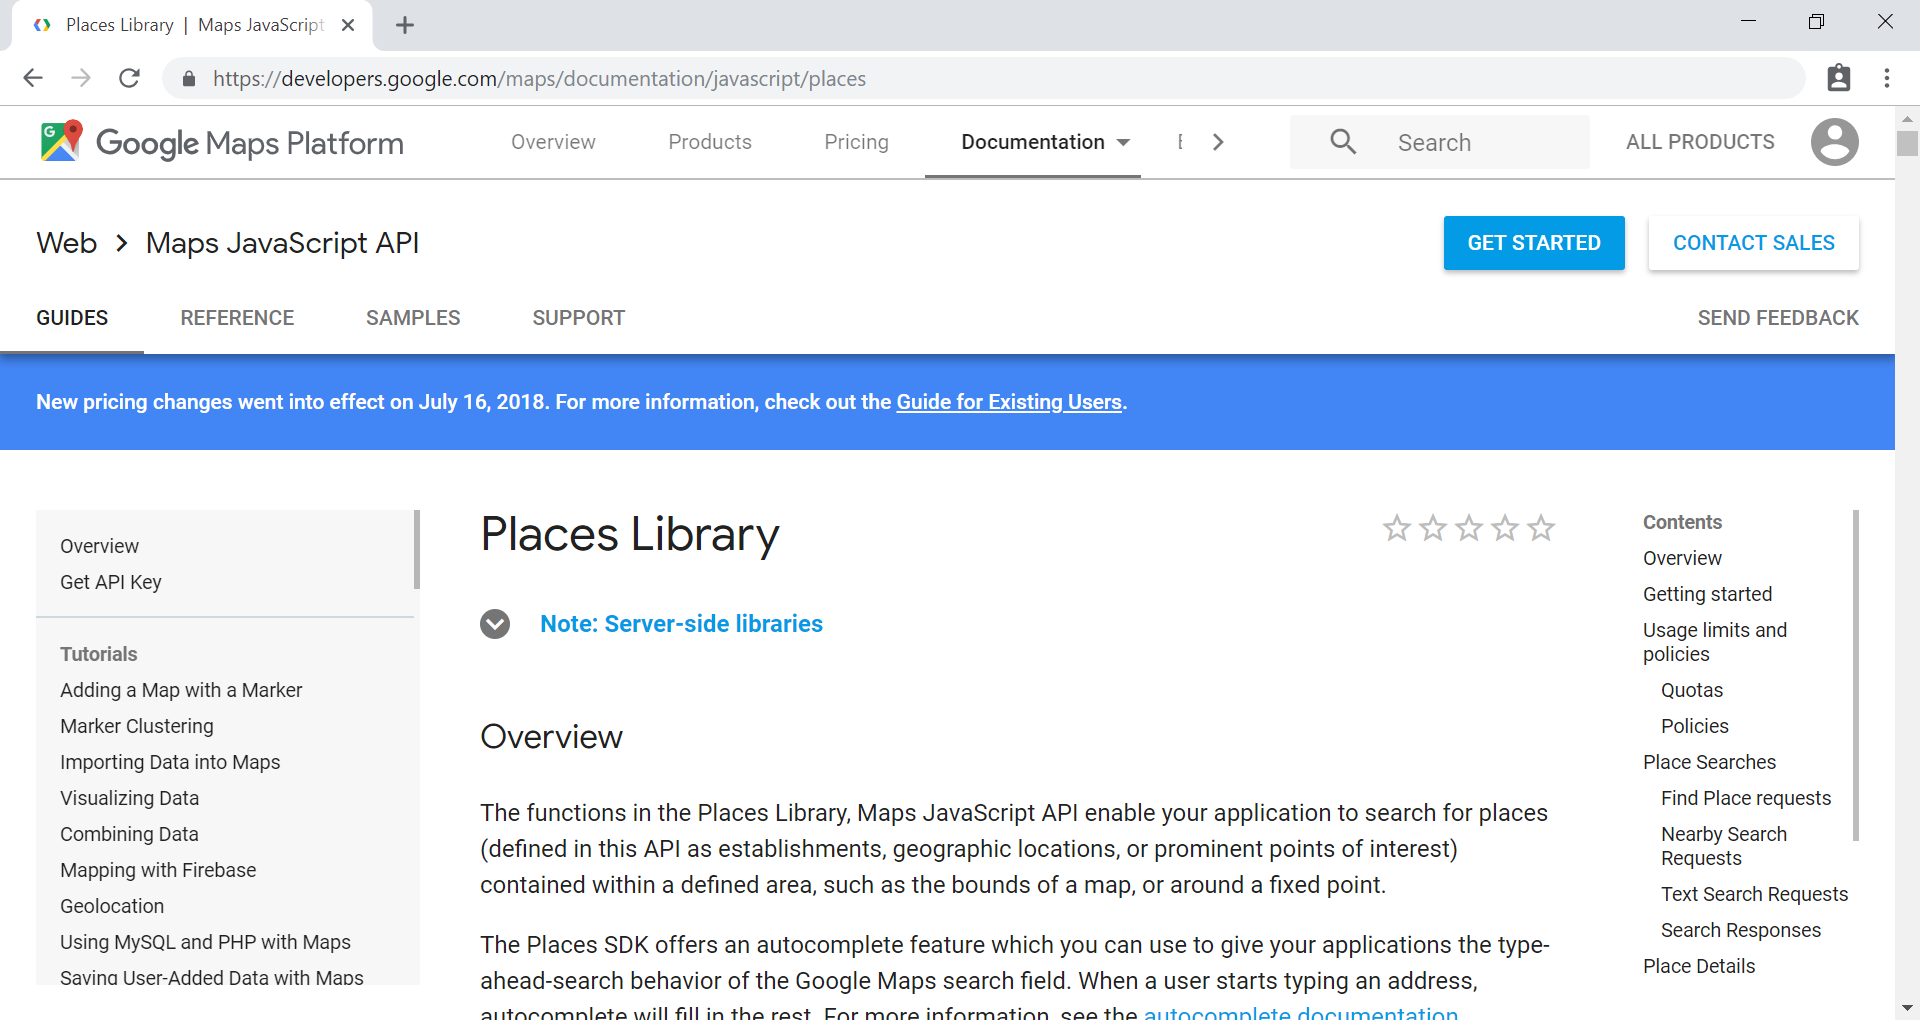 Places Library | Maps JavaScript
https://developers.google.com/maps/documentation/javascript/places
G Google Maps Platform
Overview
Products
Pricing
Documentation
Search
ALL PRODUCTS
Web > Maps JavaScript API
GET STARTED
CONTACT SALES
GUIDES
REFERENCE
SAMPLES
SUPPORT
SEND FEEDBACK
New pricing changes went into effect on July 16, 2018. For more information, check out the Guide for Existing Users.
Overview
Get API Key
Tutorials
Adding a Map with a Marker
Marker Clustering
Importing Data into Maps
Visualizing Data
Combining Data
Mapping with Firebase
Geolocation
Using MySQL and PHP with Maps
Saving User-Added Data with Maps
Places Library
Note: Server-side libraries
Overview
The functions in the Places Library, Maps JavaScript API enable your application to search for places
(defined in this API as establishments, geographic locations, or prominent points of interest)
contained within a defined area, such as the bounds of a map, or around a fixed point.
The Places SDK offers an autocomplete feature which you can use to give your applications the type-
ahead-search behavior of the Google Maps search field. When a user starts typing an address,
autocomplete will fill in the rest. For more information, see the autocomplete documentation
Contents
Overview
Getting started
Usage limits and
policies
Quotas
Policies
Place Searches
Find Place requests
Nearby Search
Requests
Text Search Requests
Search Responses
Place Details